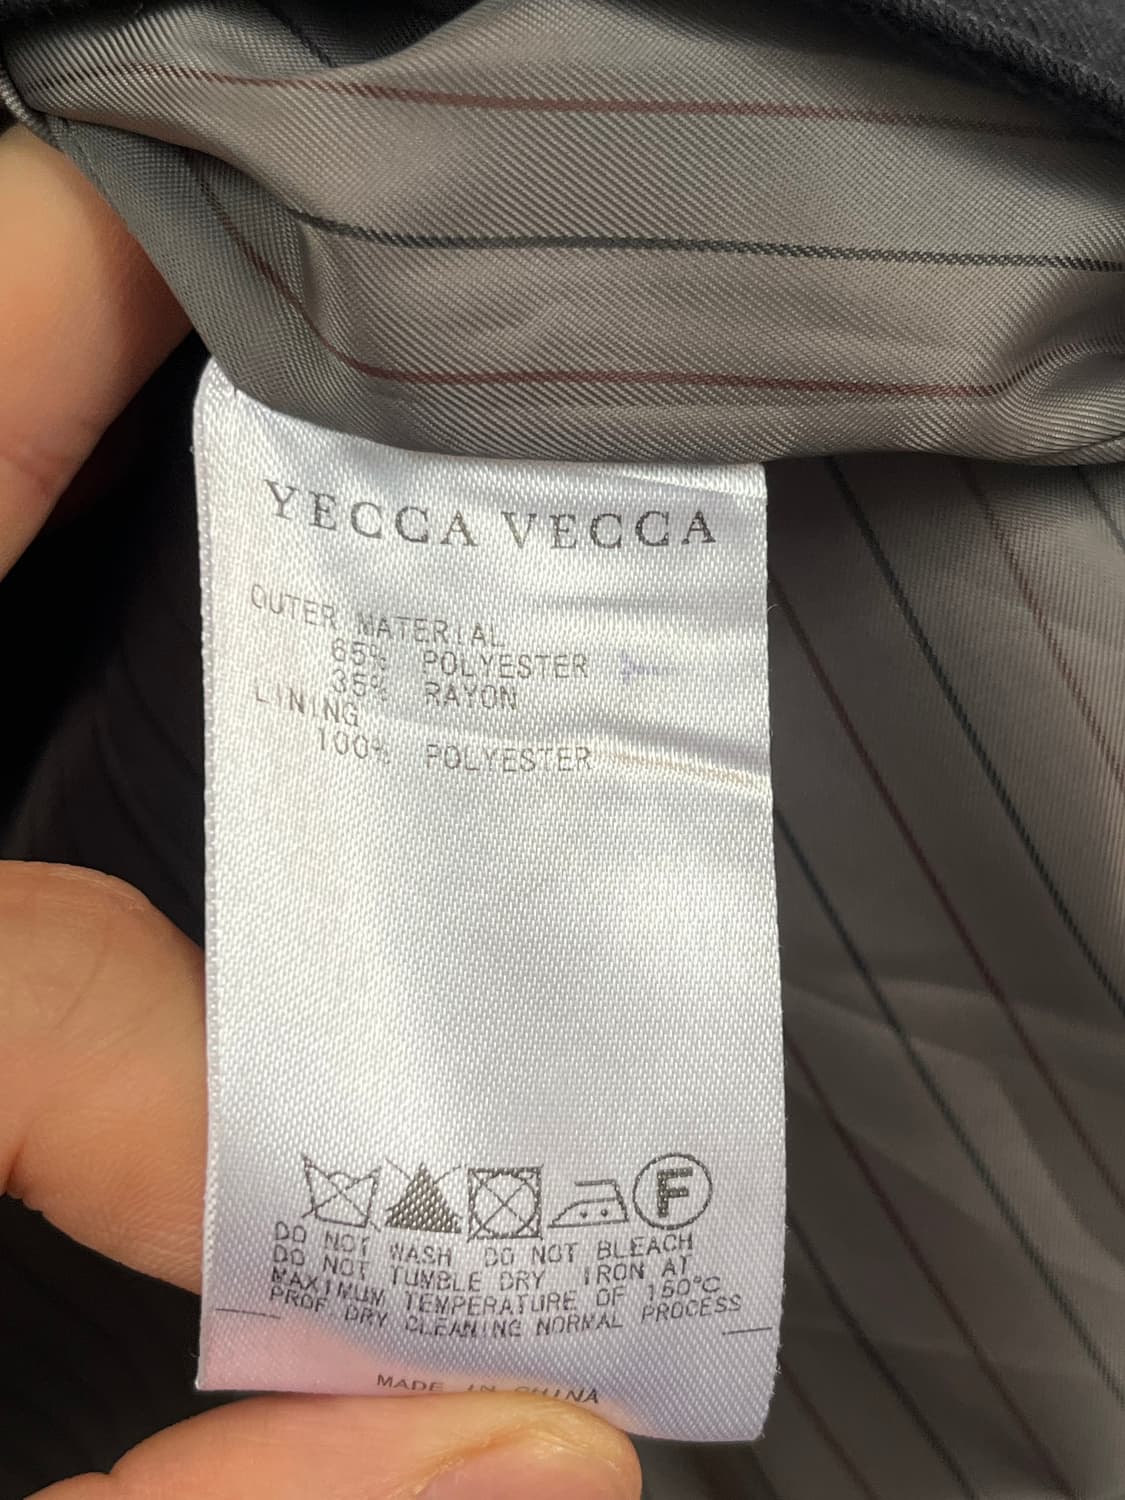 YECCA VECCA
OUTER MATERIAL
65% POLYESTER
35% RAYON
LINING
100% POLYESTER
F
DO NOT WASH DO NOT BLEACH
DO NOT TUMBLE DRY IRON AT
MAXIMUM TEMPERATURE OF 150°C
PROF DRY CLEANING NORMAL PROCESS
MADE IN CHINA